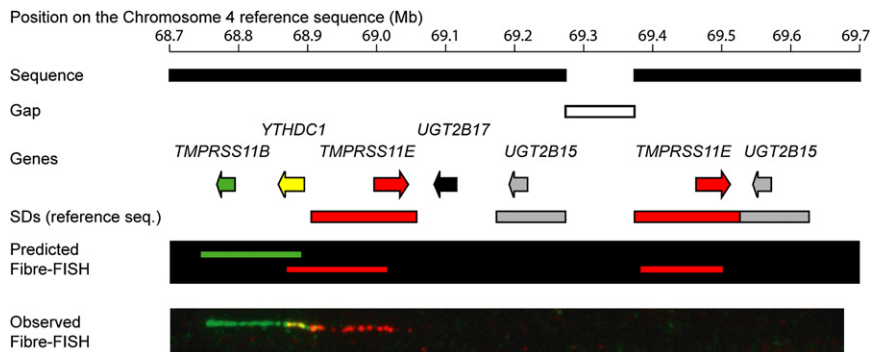 Position on the Chromosome 4 reference sequence (Mb)
68.7 68.8 68.9 69.0 69.1 69.2 69.3 69.4 69.5 69.6 69.7
Sequence
Gap
YTHDC1 UGT2B17
Genes
TMPRSS11B TMPRSS11E UGT2B15 TMPRSS11E UGT2B15
SDs (reference seq.)
Predicted
Fibre-FISH
Observed
Fibre-FISH